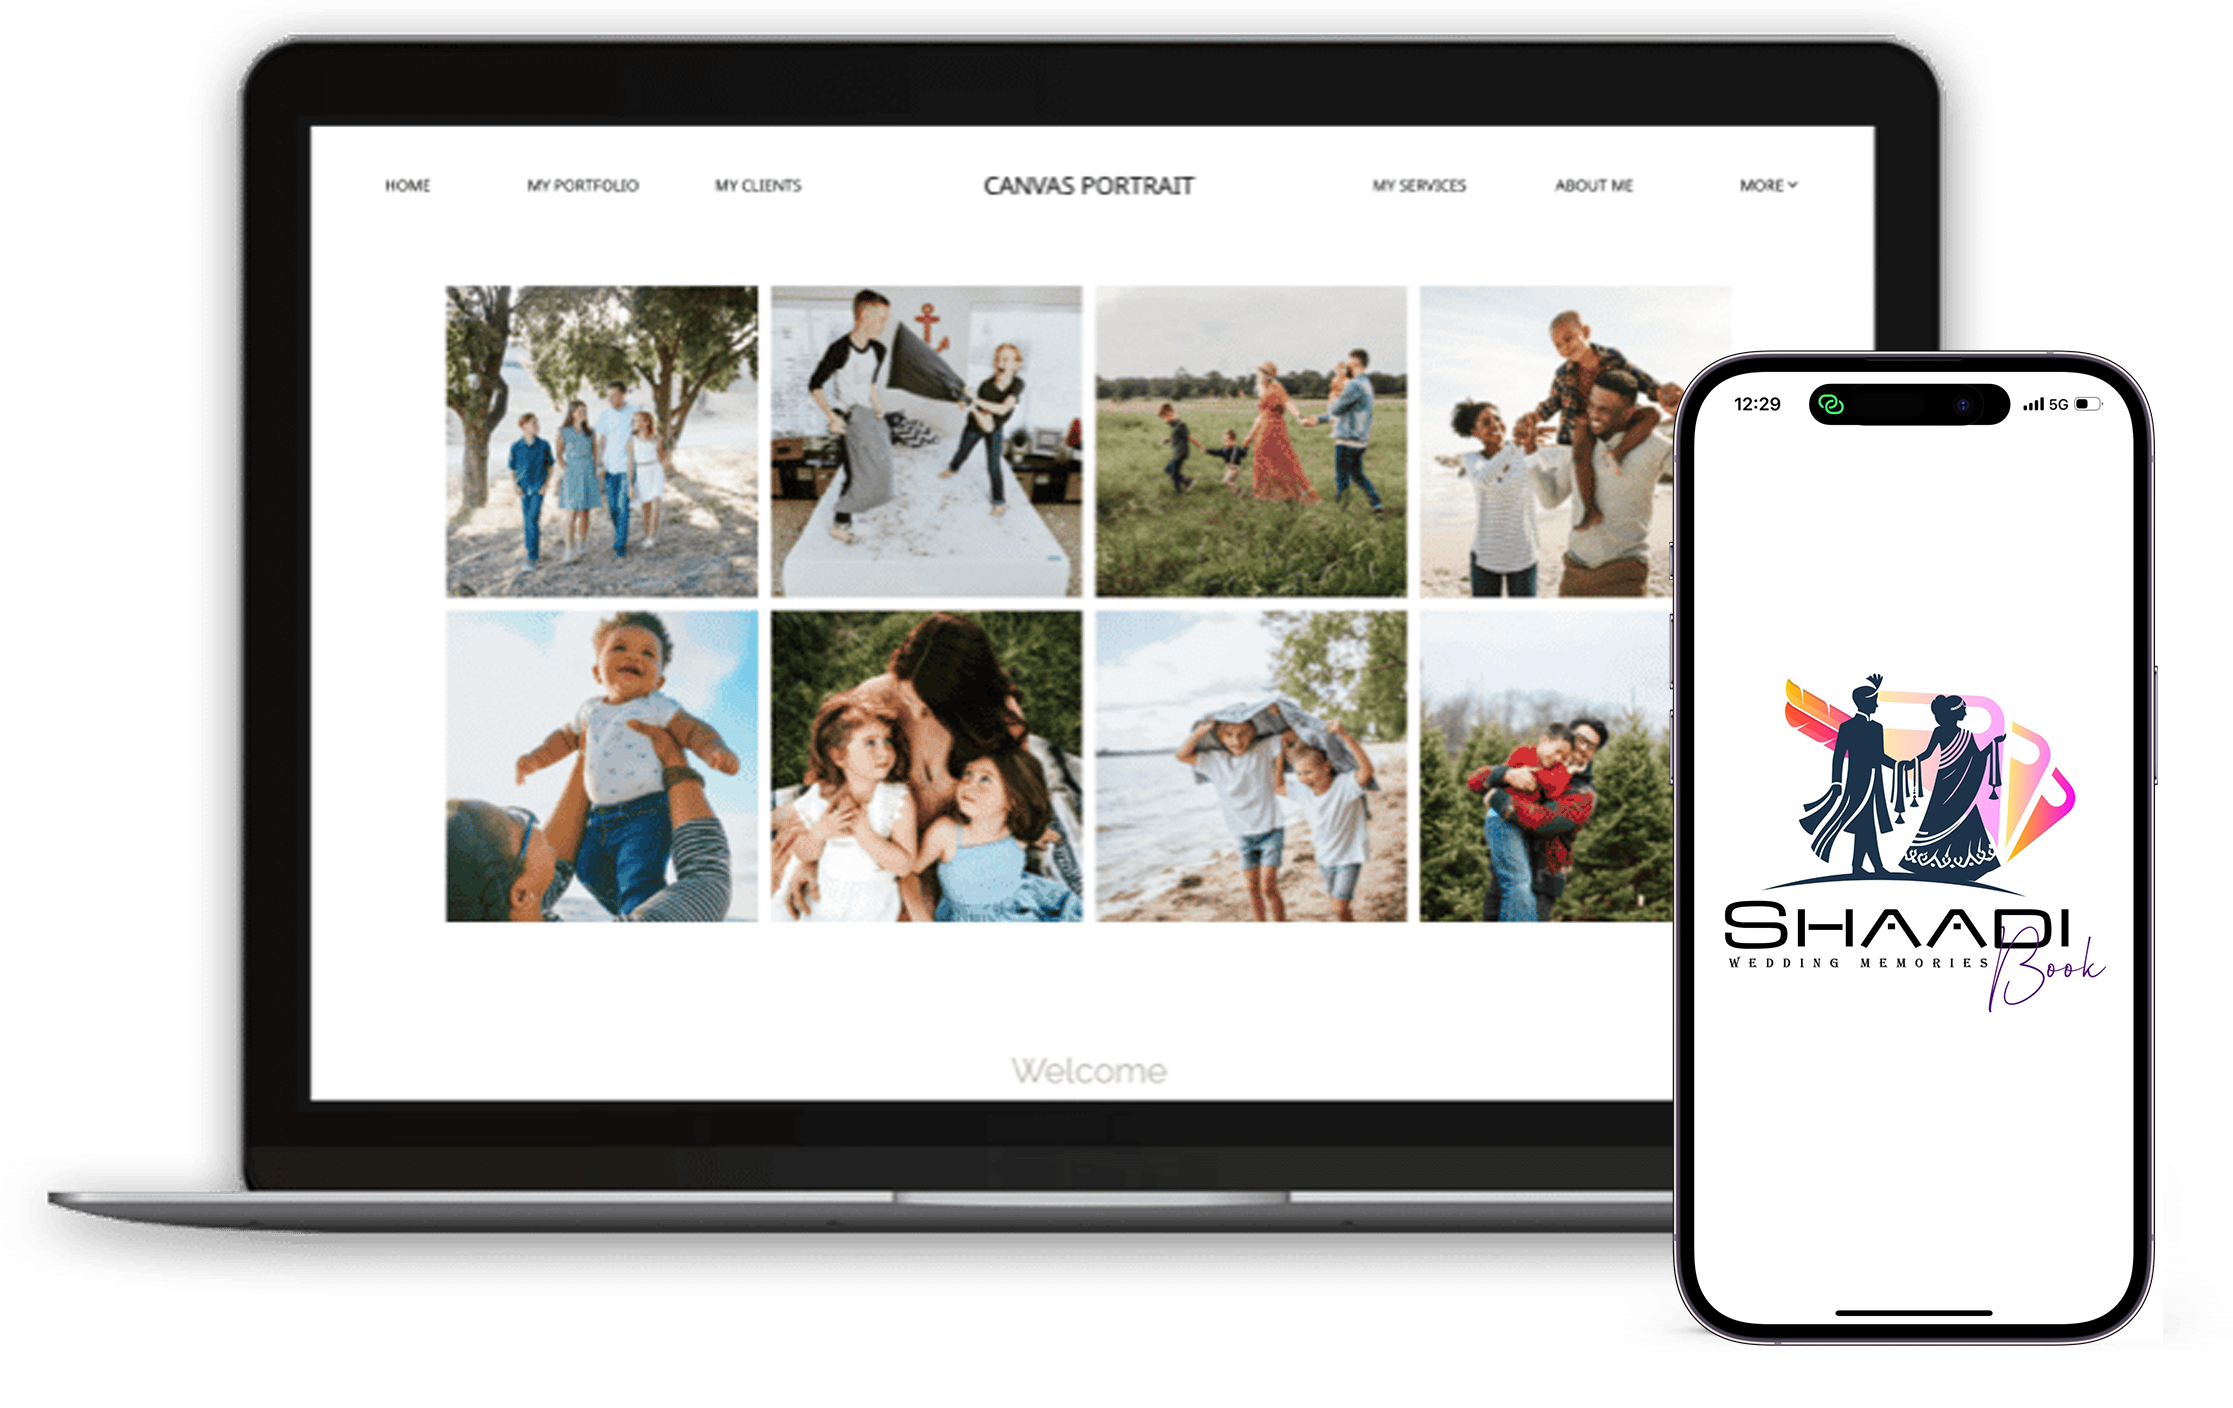 HOME MY PORTFOLIO MY CLIENTS CANVAS PORTRAIT MY SERVICES ABOUT ME MORE
12:29 5G
SHAADI
WEDDING MEMORIES Book
Welcome